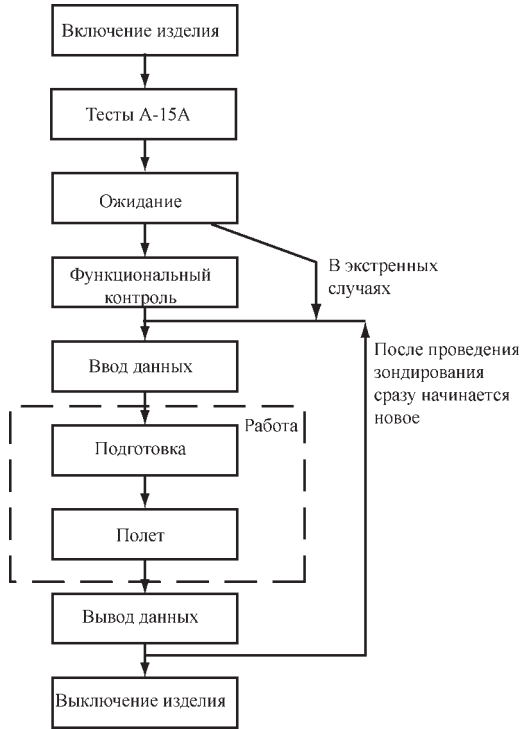 Включение изделия
Тесты А-15А
Ожидание
В экстренных
случаях
Функциональный
контроль
Ввод данных
После проведения
зондирования
сразу начинается
новое
Работа
Подготовка
Полет
Вывод данных
Выключение изделия